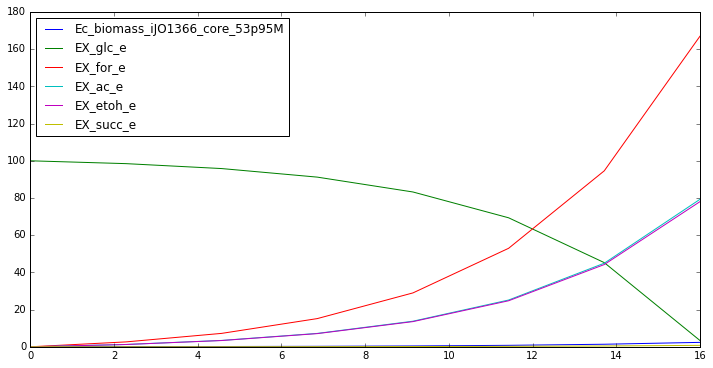 180
160
140
120
100
80
60
40
20
0
Ec_biomass_iJO1366_core_53p95M
EX_glc_e
EX_for_e
EX_ac_e
EX_etoh_e
EX_succ_e
0 2 4 6 8 10 12 14 16